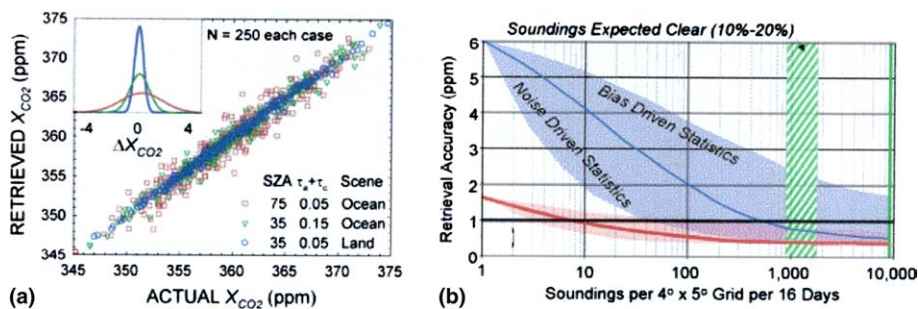 375
370
365
360
355
350
345
RETRIEVED X_CO2 (ppm)
N = 250 each case
-4 0 4
ΔX_CO2
SZA τa+τc Scene
75 0.05 Ocean
35 0.15 Ocean
35 0.05 Land
345 350 355 360 365 370 375
(a)
ACTUAL X_CO2 (ppm)
Soundings Expected Clear (10%-20%)
6
5
4
3
2
1
0
Retrieval Accuracy (ppm)
Bias Driven Statistics
Noise Driven Statistics
1 10 100 1,000 10,000
(b)
Soundings per 4° x 5° Grid per 16 Days